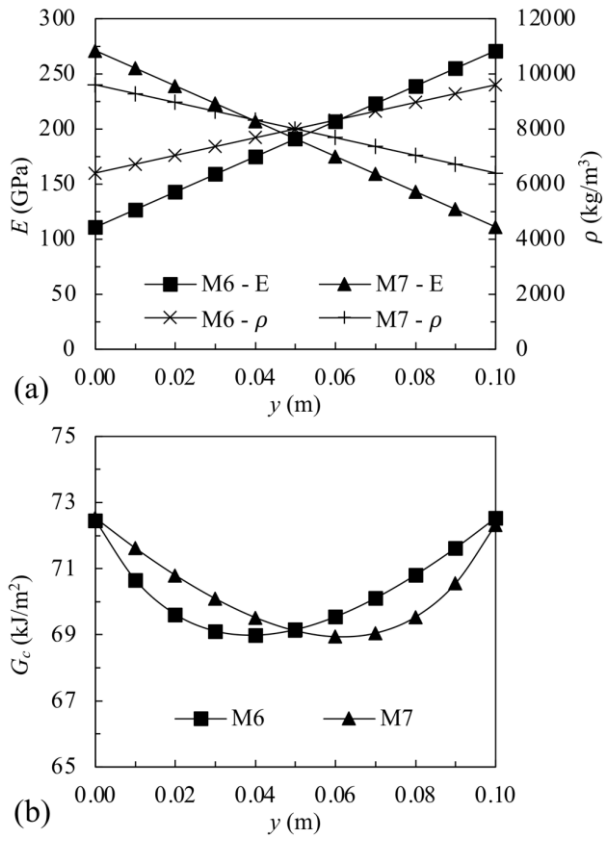 300 12000
250 10000
200 8000
150 6000
100 4000
50 2000
0 0
E (GPa)
ρ (kg/m³)
M6 - E M7 - E
M6 - ρ M7 - ρ
0.00 0.02 0.04 0.06 0.08 0.10
(a)
y (m)
75
73
71
69
67
65
G_c (kJ/m²)
M6 M7
0.00 0.02 0.04 0.06 0.08 0.10
(b)
y (m)